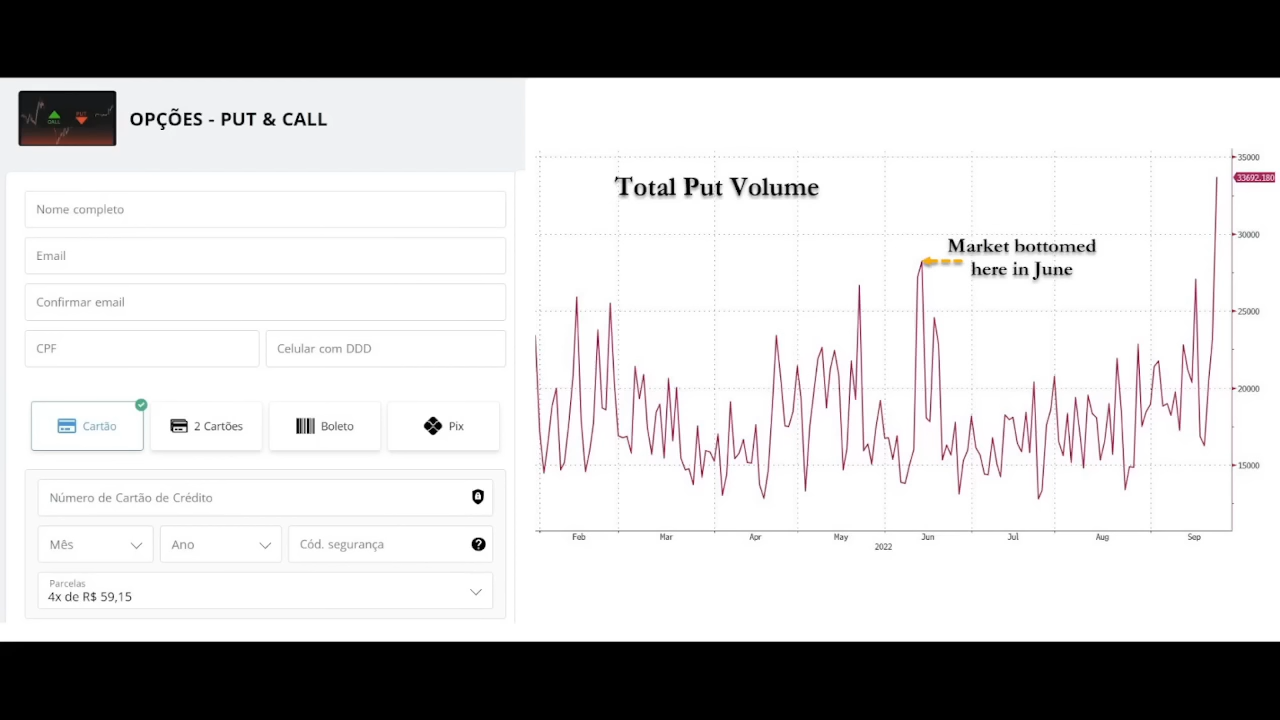 OPÇÕES - PUT & CALL
CALL
PUT
Nome completo
Email
Confirmar email
CPF
Celular com DDD
Cartão
2 Cartões
Boleto
Pix
Número de Cartão de Crédito
Mês
Ano
Cód. segurança
Parcelas
4x de R$ 59,15
Total Put Volume
Market bottomed
here in June
35000
33692.180
30000
25000
20000
15000
Feb
Mar
Apr
May
Jun
Jul
Aug
Sep
2022